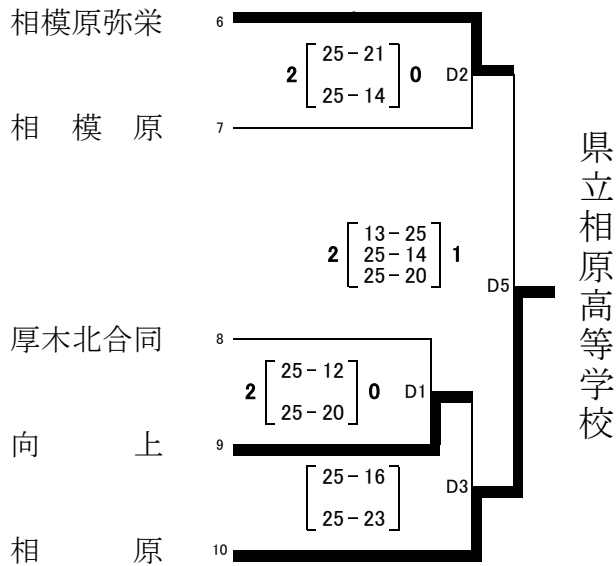 相模原弥栄 6
2 25-21 0
25-14
D2
相模原 7
県立相原高等学校
13-25
2 25-14 1
25-20
D5
厚木北合同 8
25-12
2 0 D1
25-20
向上 9
25-16
D3
25-23
相原 10